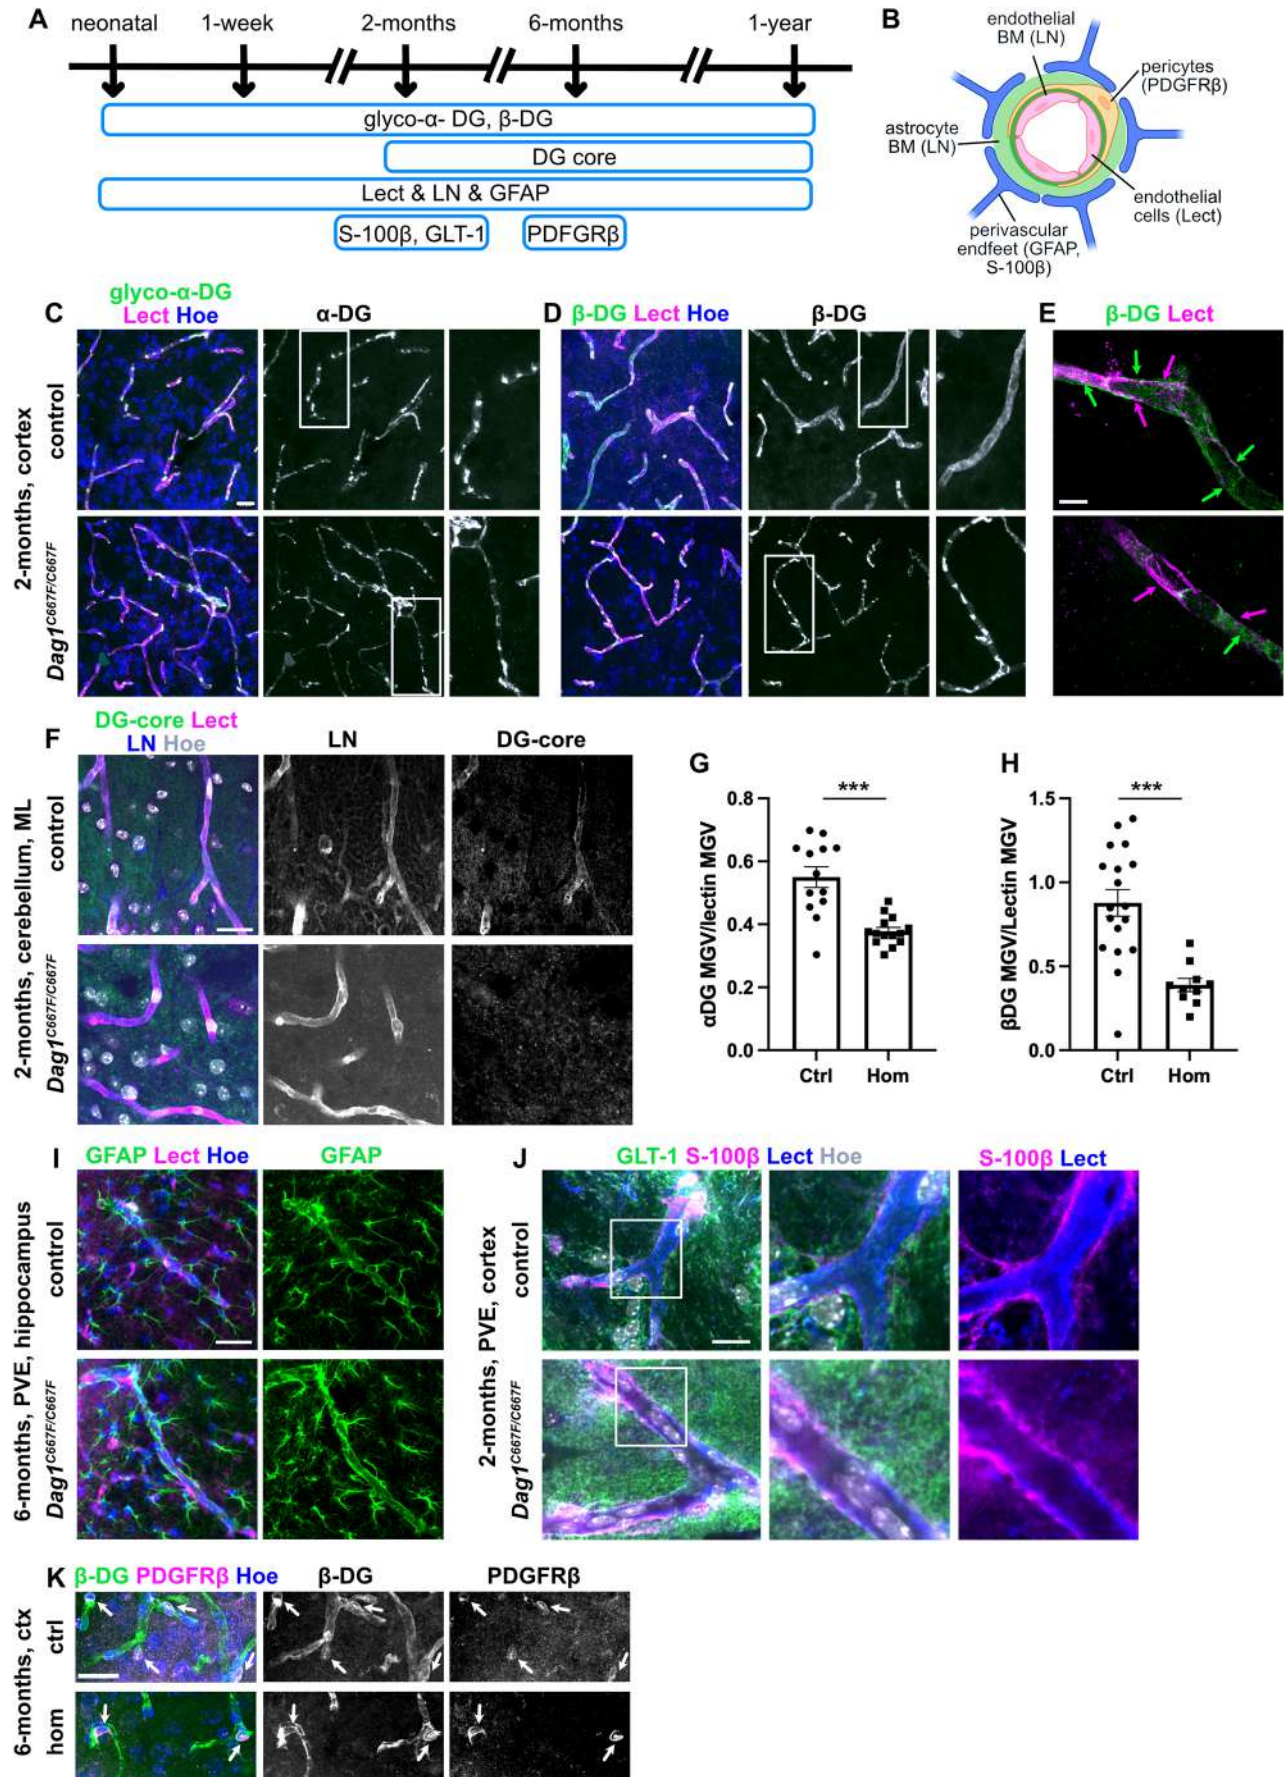 A
neonatal 1-week 2-months 6-months 1-year
glyco-α- DG, β-DG
DG core
Lect & LN & GFAP
S-100β, GLT-1 PDFGRβ
B
endothelial
BM (LN)
pericytes
(PDGFRβ)
astrocyte
BM (LN)
endothelial
cells (Lect)
perivascular
endfeet (GFAP,
S-100β)
2-months, cortex
control
Dag1C667F/C667F
C
glyco-α-DG
Lect Hoe
α-DG
D
β-DG Lect Hoe
β-DG
E
β-DG Lect
2-months, cerebellum, ML
control
Dag1C667F/C667F
F
DG-core Lect
LN Hoe
LN
DG-core
G
***
αDG MGV/lectin MGV
0.8
0.6
0.4
0.2
0.0
Ctrl Hom
H
***
βDG MGV/Lectin MGV
1.5
1.0
0.5
0.0
Ctrl Hom
6-months, PVE, hippocampus
control
Dag1C667F/C667F
I
GFAP Lect Hoe
GFAP
2-months, PVE, cortex
control
Dag1C667F/C667F
J
GLT-1 S-100β Lect Hoe
S-100β Lect
6-months, ctx
ctrl
hom
K
β-DG PDGFRβ Hoe
β-DG
PDGFRβ